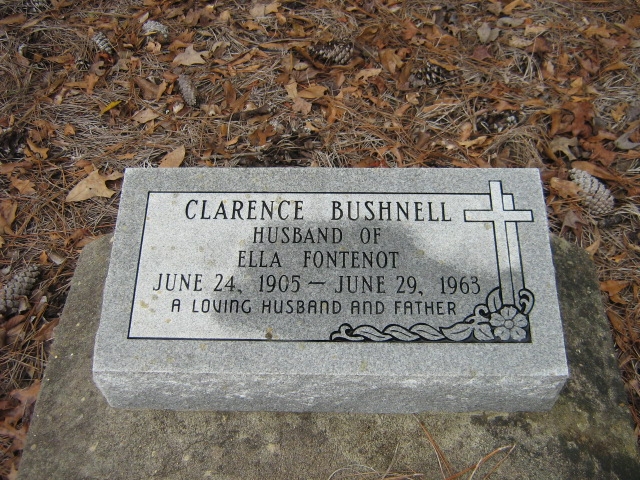 CLARENCE BUSHNELL
HUSBAND OF
ELLA FONTENOT
JUNE 24, 1905 — JUNE 29, 1963
A LOVING HUSBAND AND FATHER